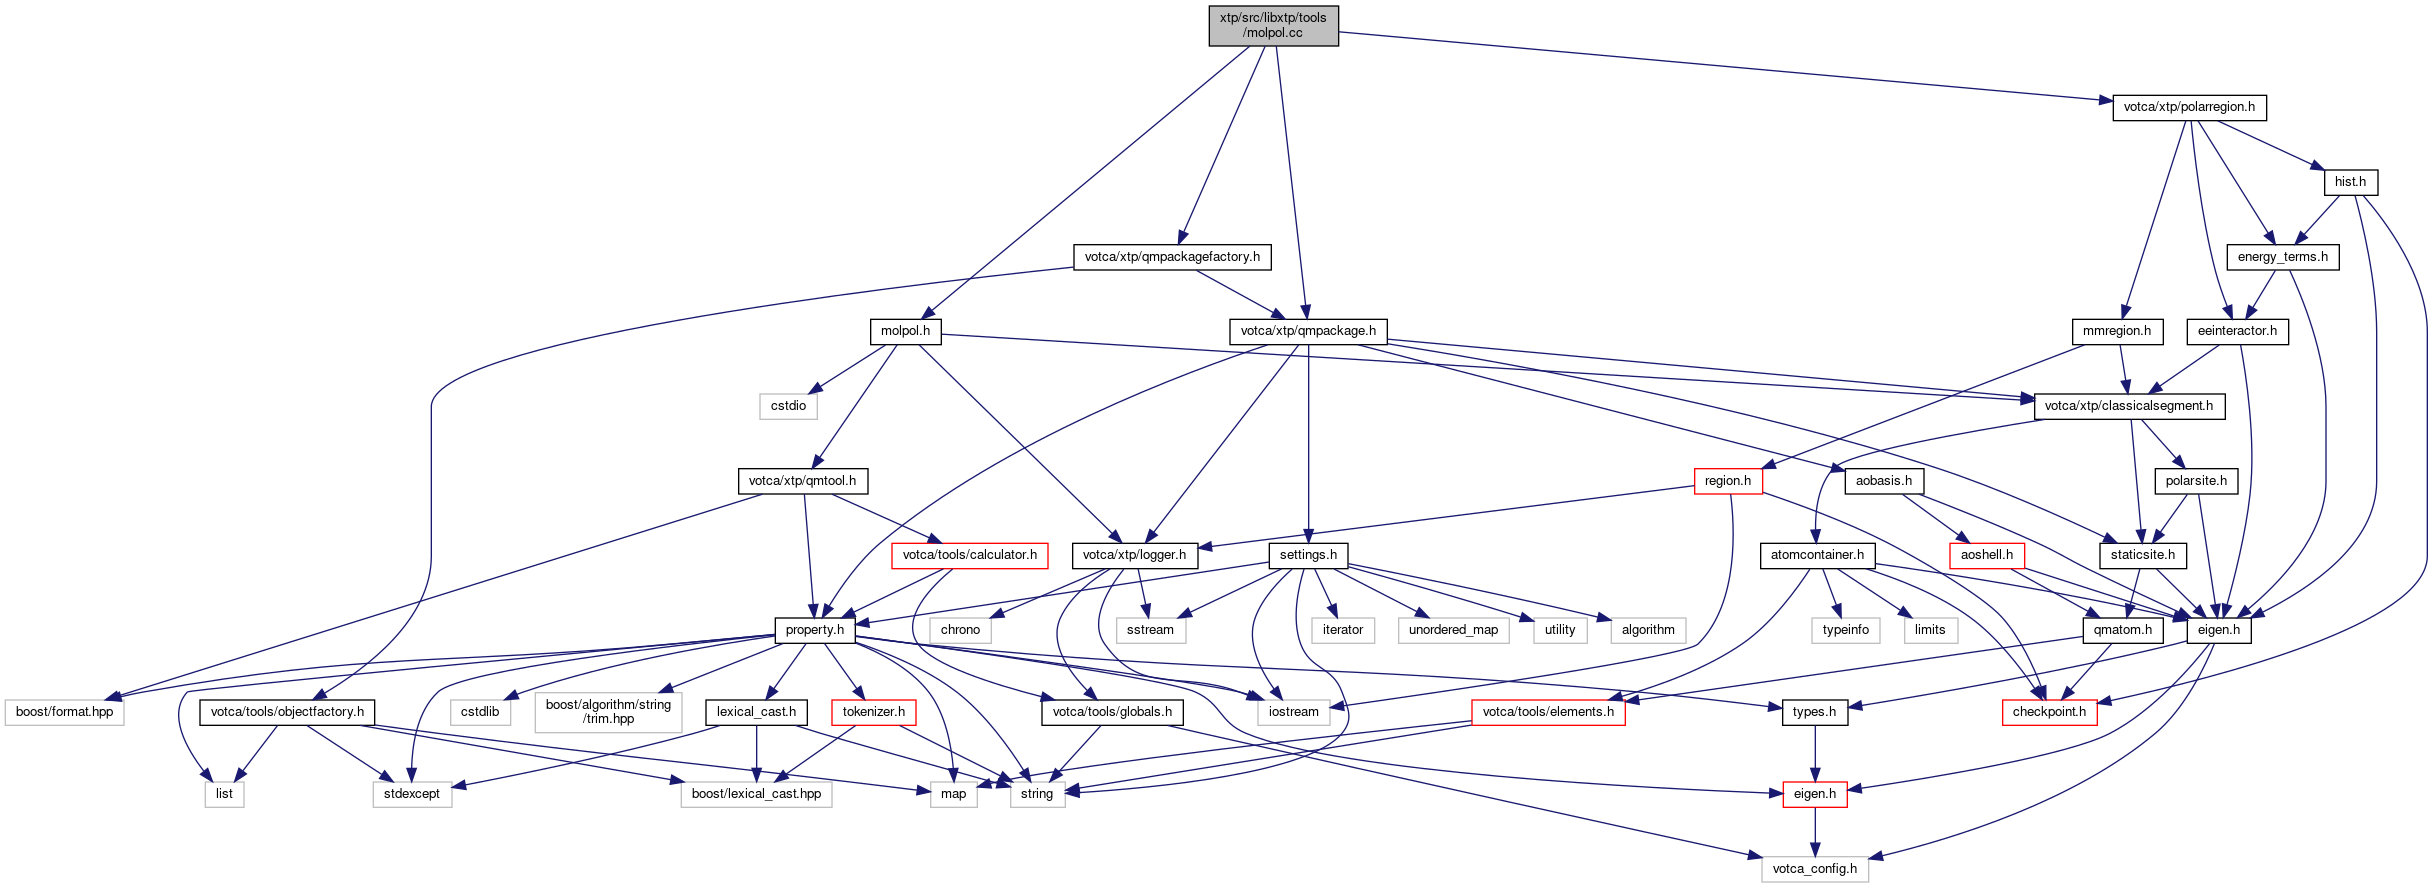 xtp/src/libxtp/tools
/molpol.cc
votca/xtp/polarregion.h
hist.h
votca/xtp/qmpackagefactory.h
energy_terms.h
molpol.h
votca/xtp/qmpackage.h
mmregion.h
eeinteractor.h
cstdio
votca/xtp/classicalsegment.h
votca/xtp/qmtool.h
region.h
aobasis.h
polarsite.h
votca/tools/calculator.h
votca/xtp/logger.h
settings.h
atomcontainer.h
aoshell.h
staticsite.h
property.h
chrono
sstream
iterator
unordered_map
utility
algorithm
typeinfo
limits
qmatom.h
eigen.h
boost/format.hpp
votca/tools/objectfactory.h
cstdlib
boost/algorithm/string
/trim.hpp
lexical_cast.h
tokenizer.h
votca/tools/globals.h
iostream
votca/tools/elements.h
types.h
checkpoint.h
list
stdexcept
boost/lexical_cast.hpp
map
string
eigen.h
votca_config.h